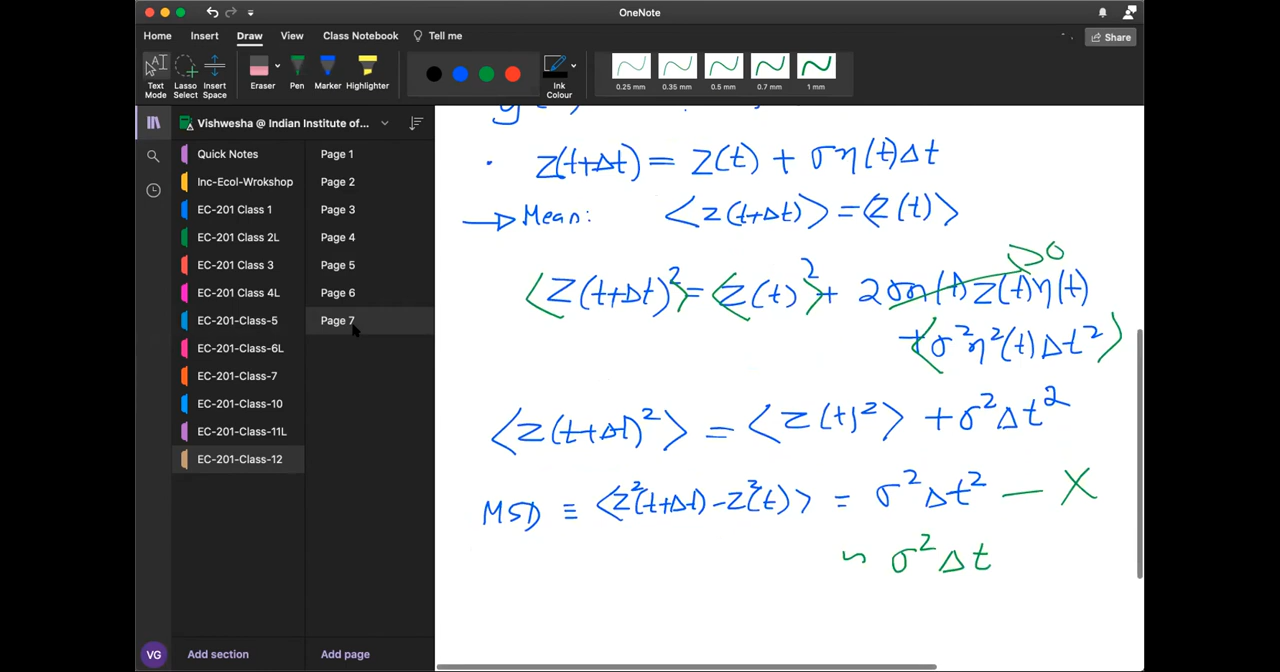 OneNote
Home Insert Draw View Class Notebook Tell me
Share
Text Mode
Lasso Select
Insert Space
Eraser
Pen
Marker
Highlighter
Ink Colour
0.25 mm
0.35 mm
0.5 mm
0.7 mm
1 mm
Vishwesha @ Indian Institute of...
Quick Notes
Inc-Ecol-Wrokshop
EC-201 Class 1
EC-201 Class 2L
EC-201 Class 3
EC-201 Class 4L
EC-201-Class-5
EC-201-Class-6L
EC-201-Class-7
EC-201-Class-10
EC-201-Class-11L
EC-201-Class-12
Page 1
Page 2
Page 3
Page 4
Page 5
Page 6
Page 7
VG
Add section
Add page
• z(t+Δt) = z(t) + ση(t)Δt
→ Mean: <z(t+Δt)> = <z(t)>
<z(t+Δt)²> = <z(t)²> + 2ση(t) z(t)η(t) → 0
+<σ²η²(t)Δt²>
<z(t+Δt)²> = <z(t)²> + σ²Δt²
MSD ≡ <z²(t+Δt) - z²(t)> = σ²Δt² — X
~ σ²Δt